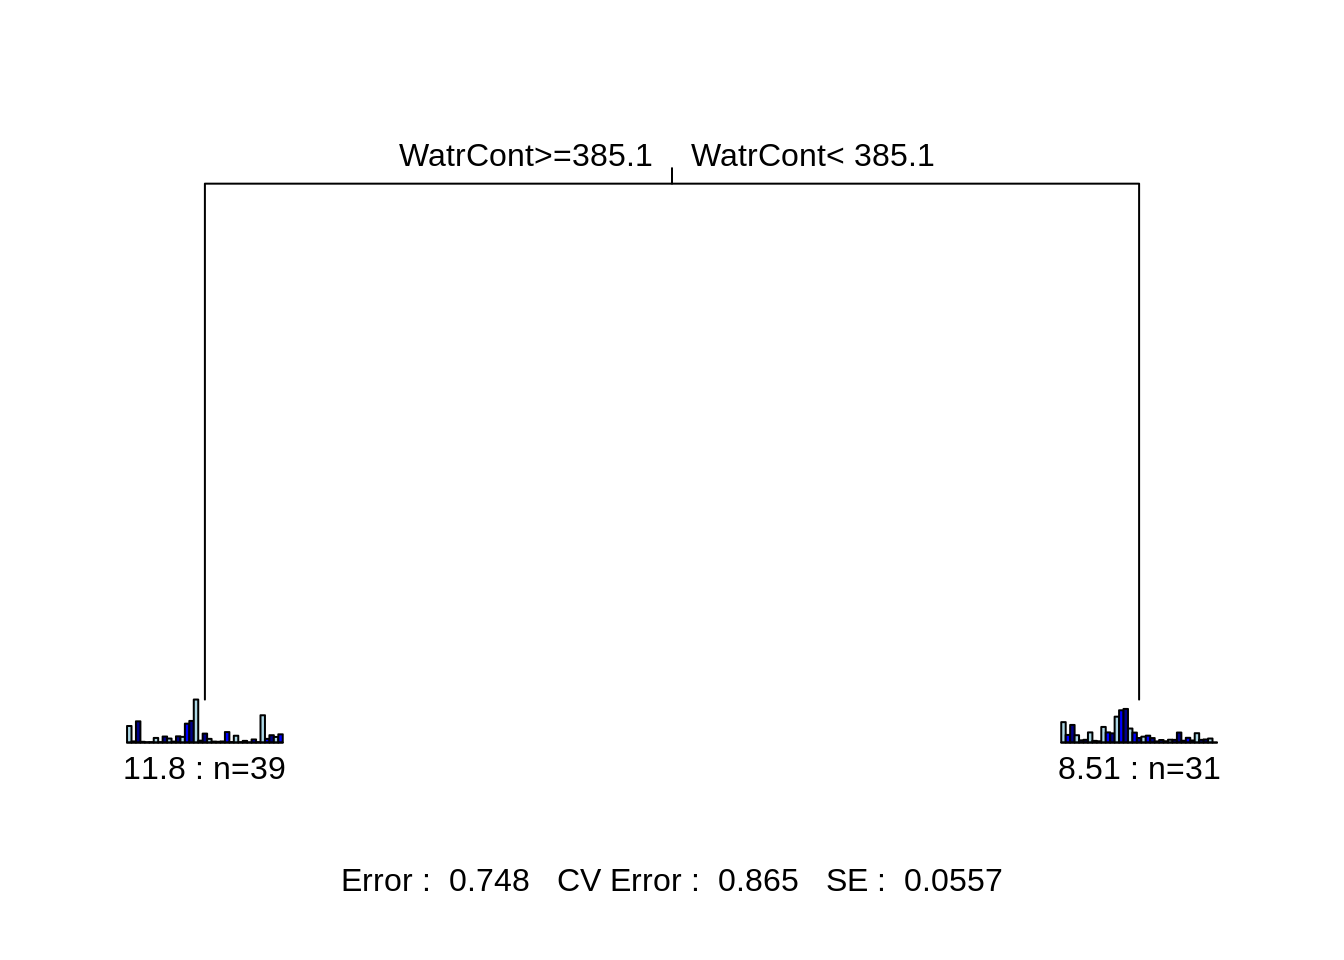 WatrCont>=385.1 WatrCont< 385.1
11.8 : n=39 8.51 : n=31
Error : 0.748 CV Error : 0.865 SE : 0.0557